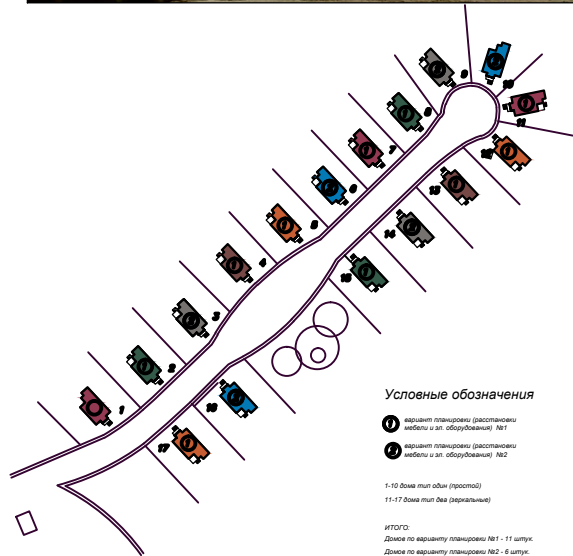 9
10
8
11
7
12
6
13
5
14
4
15
3
2
16
1
17
Условные обозначения
1 вариант планировки (расстановки
мебели и эл. оборудования) №1
2 вариант планировки (расстановки
мебели и эл. оборудования) №2
1-10 дома тип один (простой)
11-17 дома тип два (зеркальные)
ИТОГО:
Домов по варианту планировки №1 - 11 штук.
Домов по варианту планировки №2 - 6 штук.